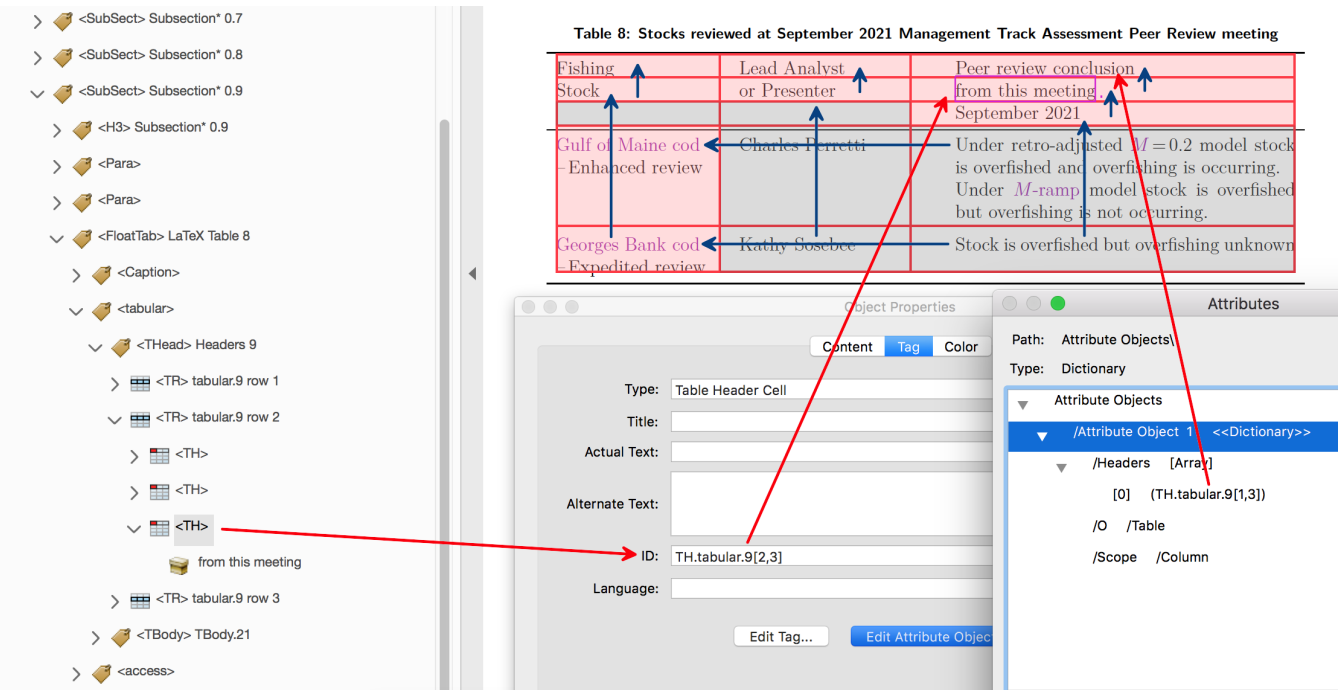 <SubSect> Subsection* 0.7
<SubSect> Subsection* 0.8
<SubSect> Subsection* 0.9
<H3> Subsection* 0.9
<Para>
<Para>
<FloatTab> LaTeX Table 8
<Caption>
<tabular>
<THead> Headers 9
<TR> tabular.9 row 1
<TR> tabular.9 row 2
<TH>
<TH>
<TH>
from this meeting
<TR> tabular.9 row 3
<TBody> TBody.21
<access>
Table 8: Stocks reviewed at September 2021 Management Track Assessment Peer Review meeting
Fishing Lead Analyst Peer review conclusion
Stock or Presenter from this meeting
September 2021
Gulf of Maine cod Charles Perretti Under retro-adjusted M = 0.2 model stock
–Enhanced review is overfished and overfishing is occurring.
Under M-ramp model stock is overfished
but overfishing is not occurring.
Georges Bank cod Kathy Sosebee Stock is overfished but overfishing unknown
–Expedited review
Object Properties
Content Tag Color
Type: Table Header Cell
Title:
Actual Text:
Alternate Text:
ID: TH.tabular.9[2,3]
Language:
Edit Tag... Edit Attribute Objec
Attributes
Path: Attribute Objects\
Type: Dictionary
Attribute Objects
/Attribute Object 1 <<Dictionary>>
/Headers [Array]
[0] (TH.tabular.9[1,3])
/O /Table
/Scope /Column